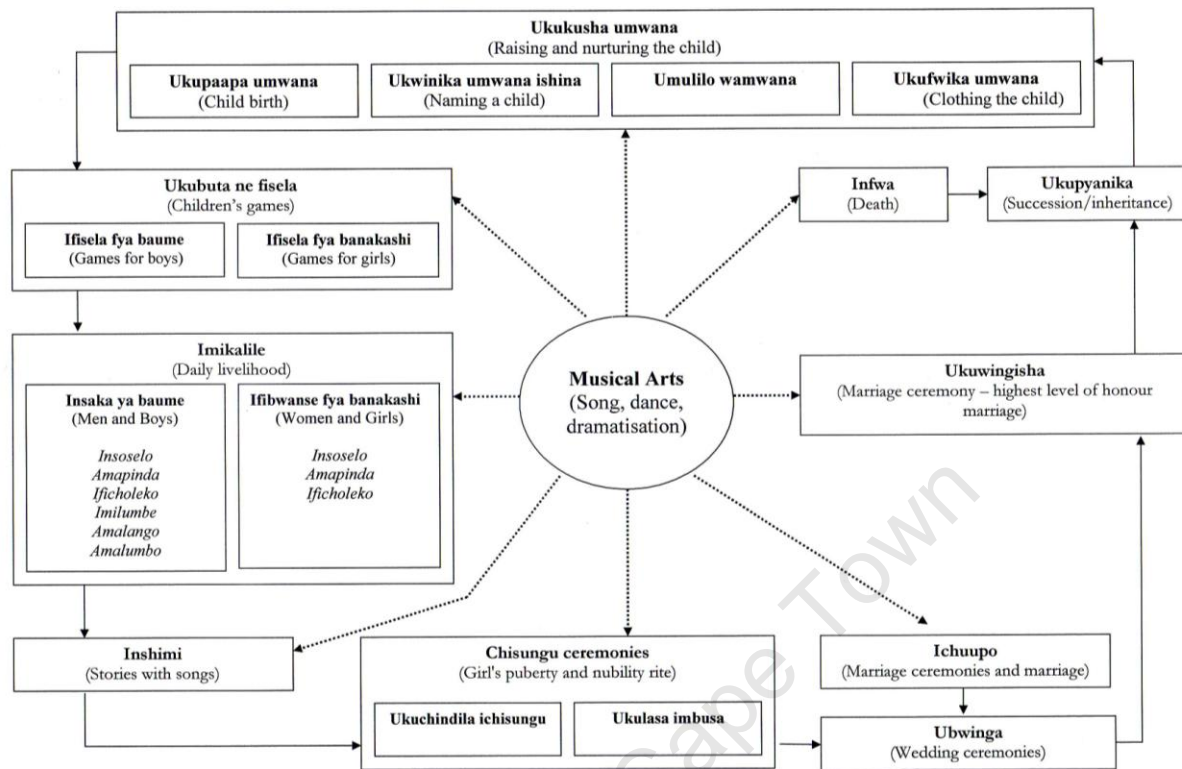 Ukukusha umwana
(Raising and nurturing the child)
Ukupaapa umwana
(Child birth)
Ukwinika umwana ishina
(Naming a child)
Umulilo wamwana
Ukufwika umwana
(Clothing the child)
Ukubuta ne fisela
(Children's games)
Ifisela fya baume
(Games for boys)
Ifisela fya banakashi
(Games for girls)
Infwa
(Death)
Ukupyanika
(Succession/inheritance)
Imikalile
(Daily livelihood)
Insaka ya baume
(Men and Boys)
Insoselo
Amapinda
Ificholeko
Imilumbe
Amalango
Amalumbo
Ifibwanse fya banakashi
(Women and Girls)
Insoselo
Amapinda
Ificholeko
Musical Arts
(Song, dance,
dramatisation)
Ukuwingisha
(Marriage ceremony – highest level of honour
marriage)
Inshimi
(Stories with songs)
Chisungu ceremonies
(Girl's puberty and nubility rite)
Ukuchindila ichisungu
Ukulasa imbusa
Ichuupo
(Marriage ceremonies and marriage)
Ubwinga
(Wedding ceremonies)
Cape Town